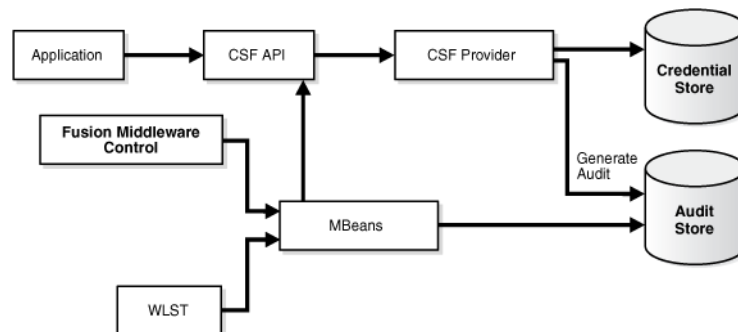 Application
CSF API
CSF Provider
Credential
Store
Fusion Middleware
Control
Generate
Audit
MBeans
Audit
Store
WLST